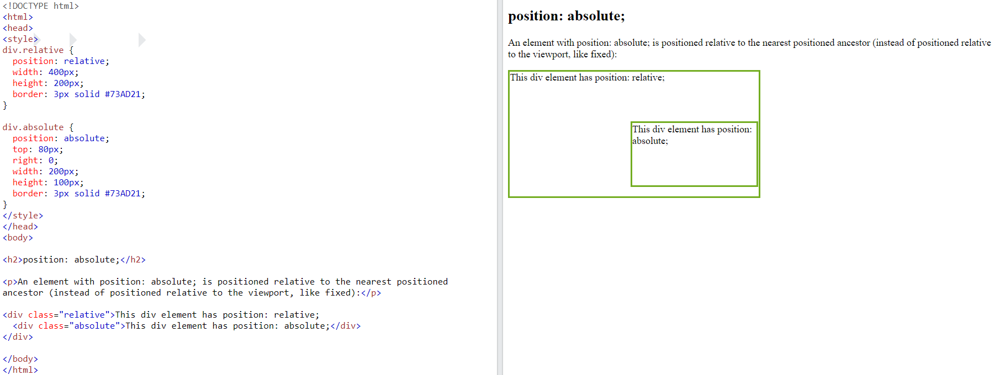 <!DOCTYPE html>
<html>
<head>
<style>
div.relative {
  position: relative;
  width: 400px;
  height: 200px;
  border: 3px solid #73AD21;
}
div.absolute {
  position: absolute;
  top: 80px;
  right: 0;
  width: 200px;
  height: 100px;
  border: 3px solid #73AD21;
}
</style>
</head>
<body>
<h2>position: absolute;</h2>
<p>An element with position: absolute; is positioned relative to the nearest positioned
ancestor (instead of positioned relative to the viewport, like fixed):</p>
<div class="relative">This div element has position: relative;
  <div class="absolute">This div element has position: absolute;</div>
</div>
</body>
</html>
position: absolute;
An element with position: absolute; is positioned relative to the nearest positioned ancestor (instead of positioned relative
to the viewport, like fixed):
This div element has position: relative;
This div element has position:
absolute;